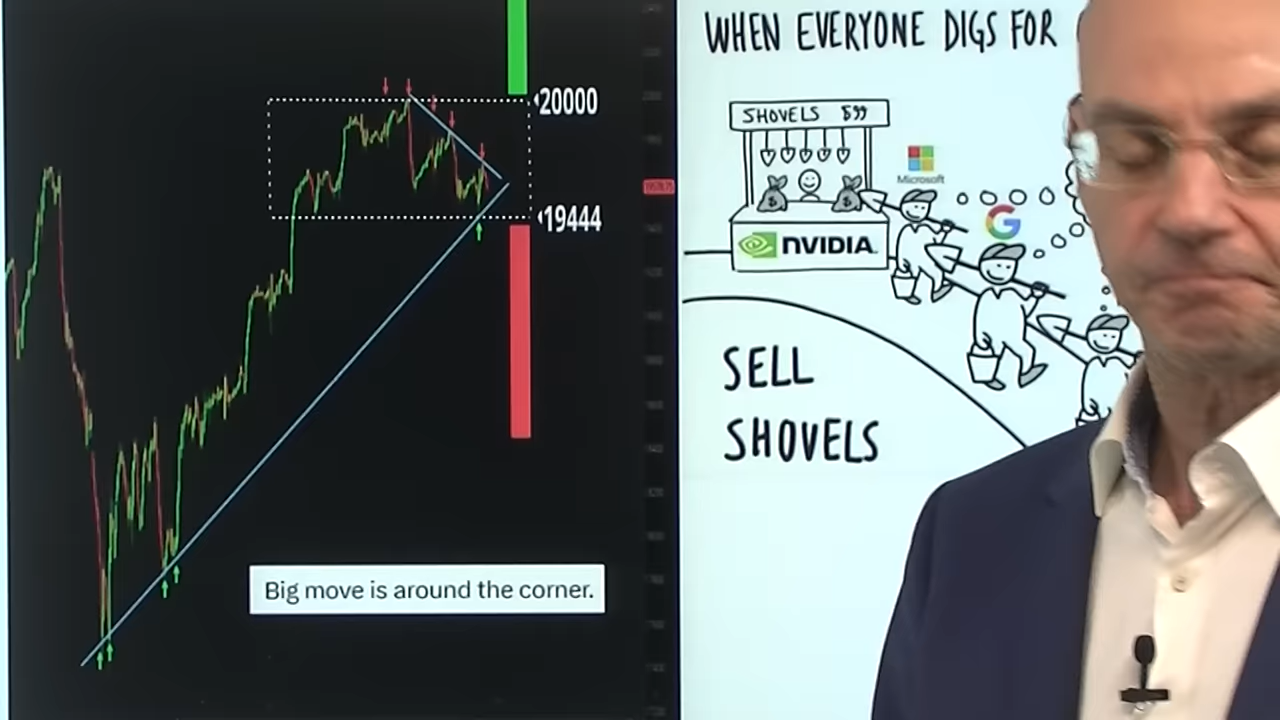 20000
19444
Big move is around the corner.
WHEN EVERYONE DIGS FOR
SHOVELS $99
Microsoft
G
$ $
NVIDIA.
SELL
SHOVELS